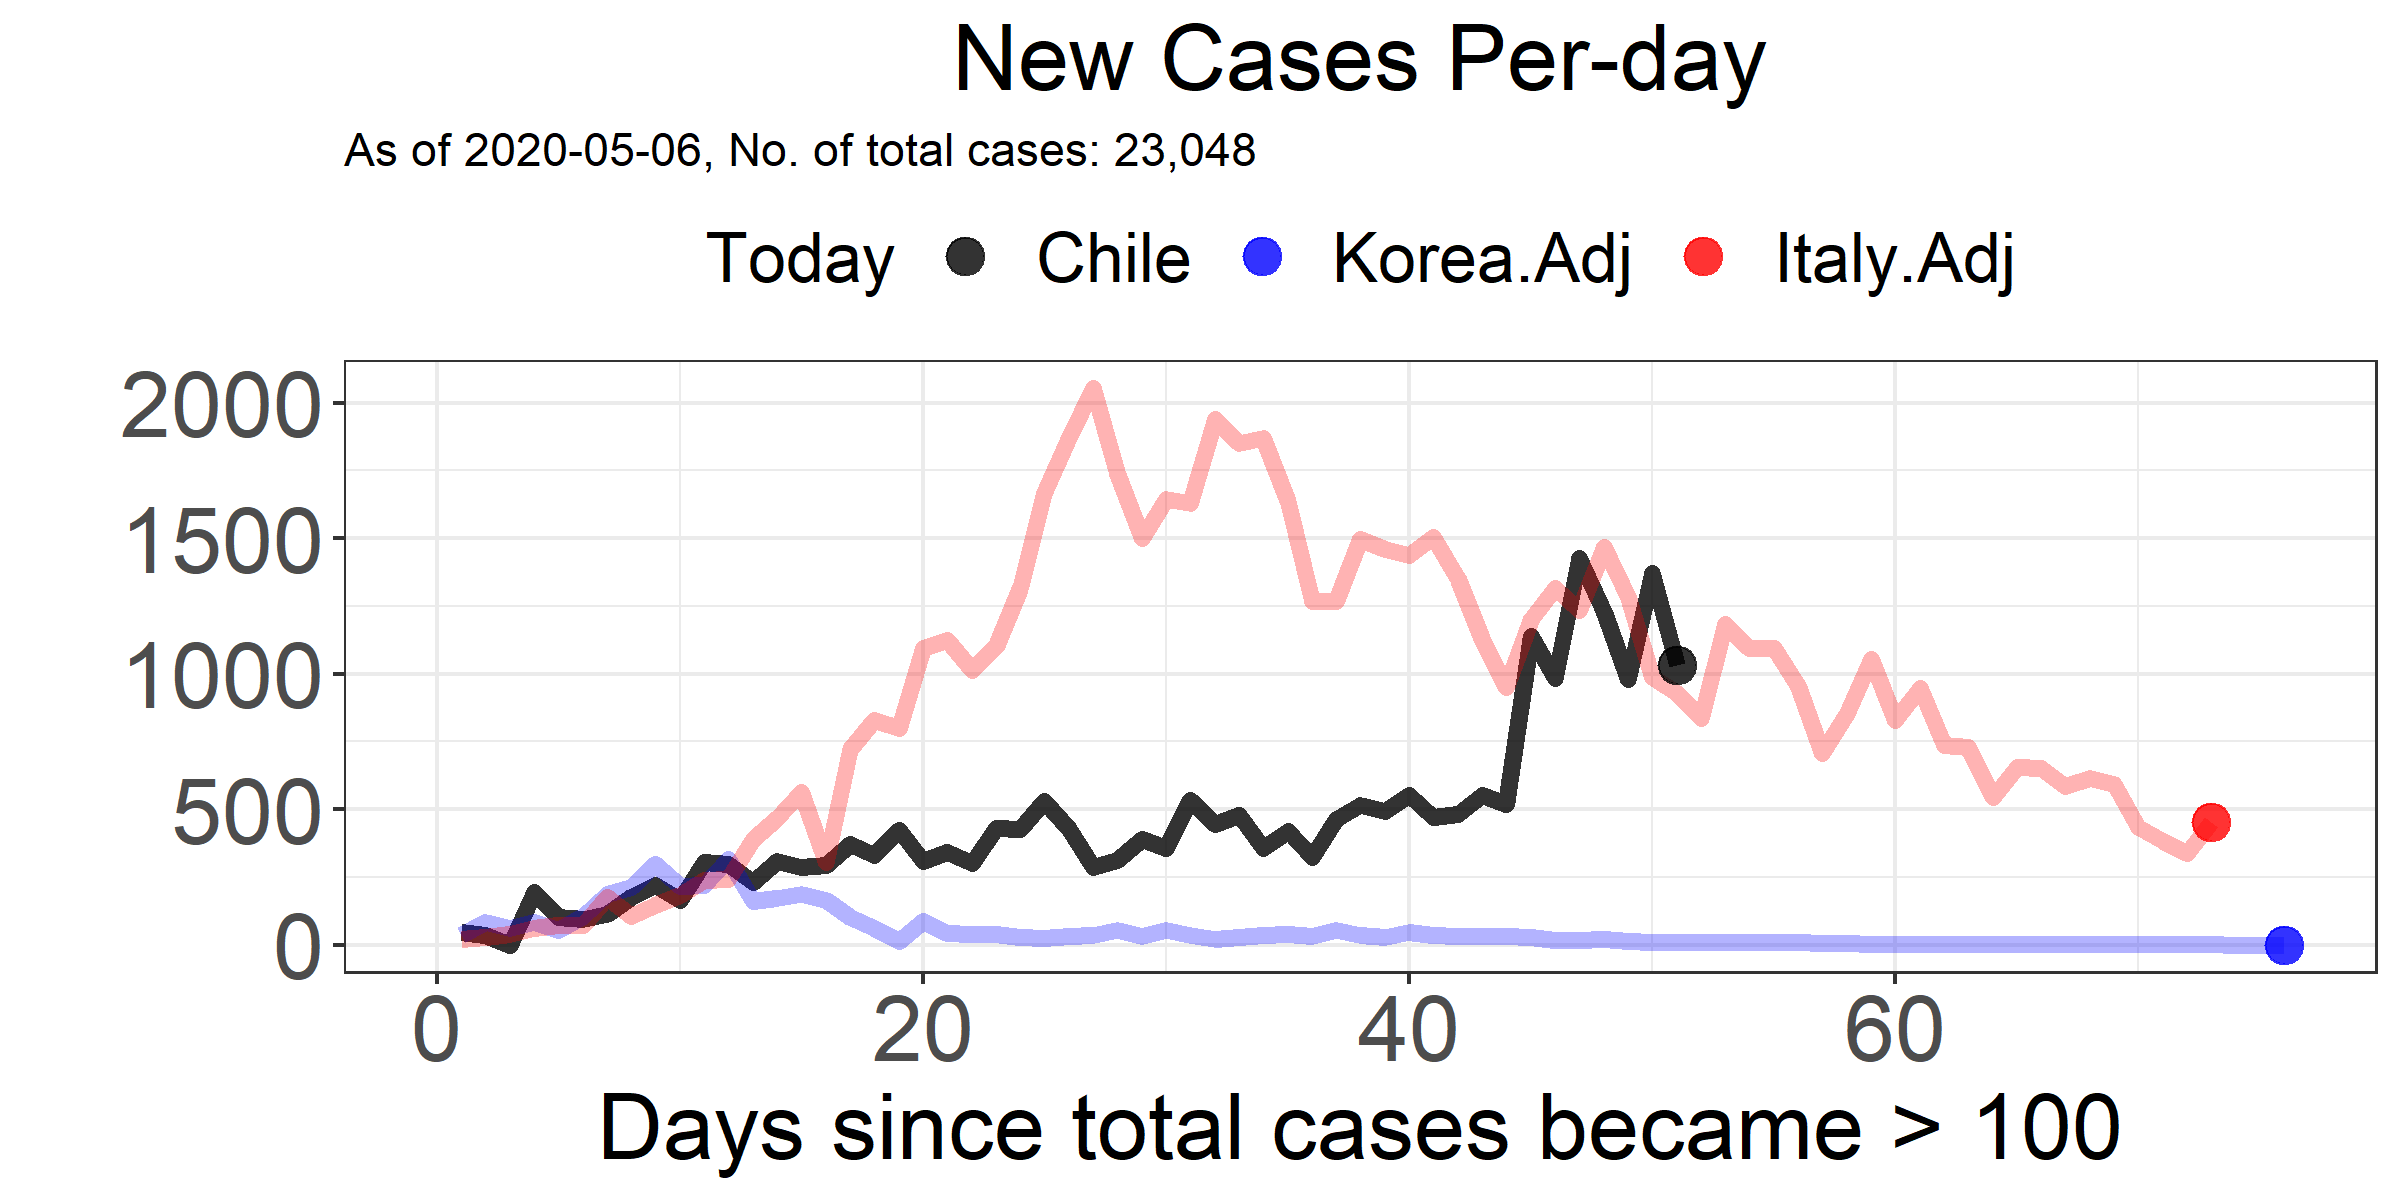 New Cases Per-day
As of 2020-05-06, No. of total cases: 23,048
Today Chile Korea.Adj Italy.Adj
2000
1500
1000
500
0
0 20 40 60
Days since total cases became > 100